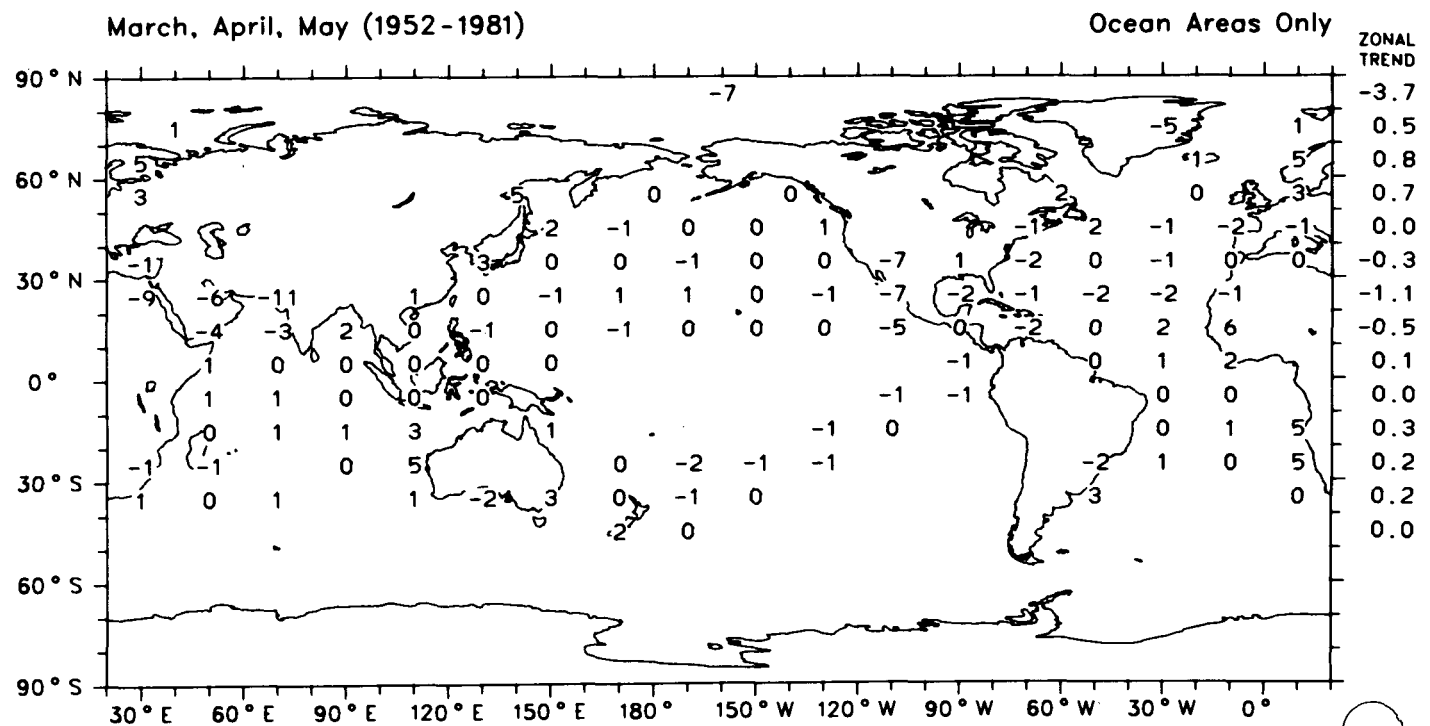 March, April, May (1952-1981) Ocean Areas Only
ZONAL
TREND
90° N -7 -3.7
1 -5 1 0.5
5 1 5 0.8
60° N
3 5 0 0 2 0 3 0.7
2 -1 0 0 1 -1 2 -1 -2 -1 0.0
-1 3 0 0 -1 0 0 -7 1 -2 0 -1 0 0 -0.3
30° N
-9 -6 -11 1 0 -1 1 1 0 -1 -7 -2 -1 -2 -2 -1 -1.1
-4 -3 2 0 -1 0 -1 0 0 0 -5 0 -2 0 2 6 -0.5
1 0 0 0 0 0 -1 0 1 2 0.1
0°
1 1 0 0 0 -1 -1 0 0 0.0
0 1 1 3 1 -1 0 0 1 5 0.3
-1 -1 0 5 0 -2 -1 -1 -2 1 0 5 0.2
30° S
1 0 1 1 -2 3 0 -1 0 3 0 0.2
-2 0 0.0
60° S
90° S
30° E 60° E 90° E 120° E 150° E 180° 150° W 120° W 90° W 60° W 30° W 0°